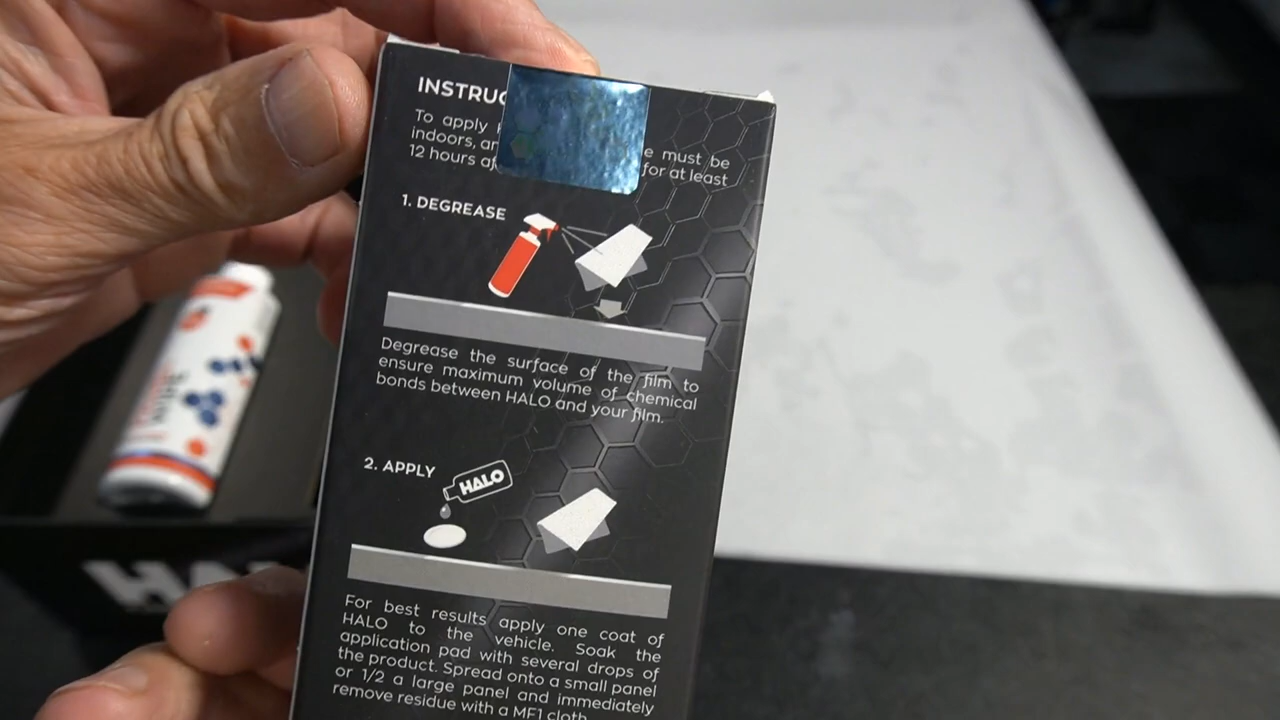 INSTRUC
To apply
indoors, an e must be
12 hours af for at least
1. DEGREASE
Degrease the surface of the film to
ensure maximum volume of chemical
bonds between HALO and your film.
2. APPLY
HALO
For best results apply one coat of
HALO to the vehicle. Soak the
application pad with several drops of
the product. Spread onto a small panel
or 1/2 a large panel and immediately
remove residue with a MF1 cloth.